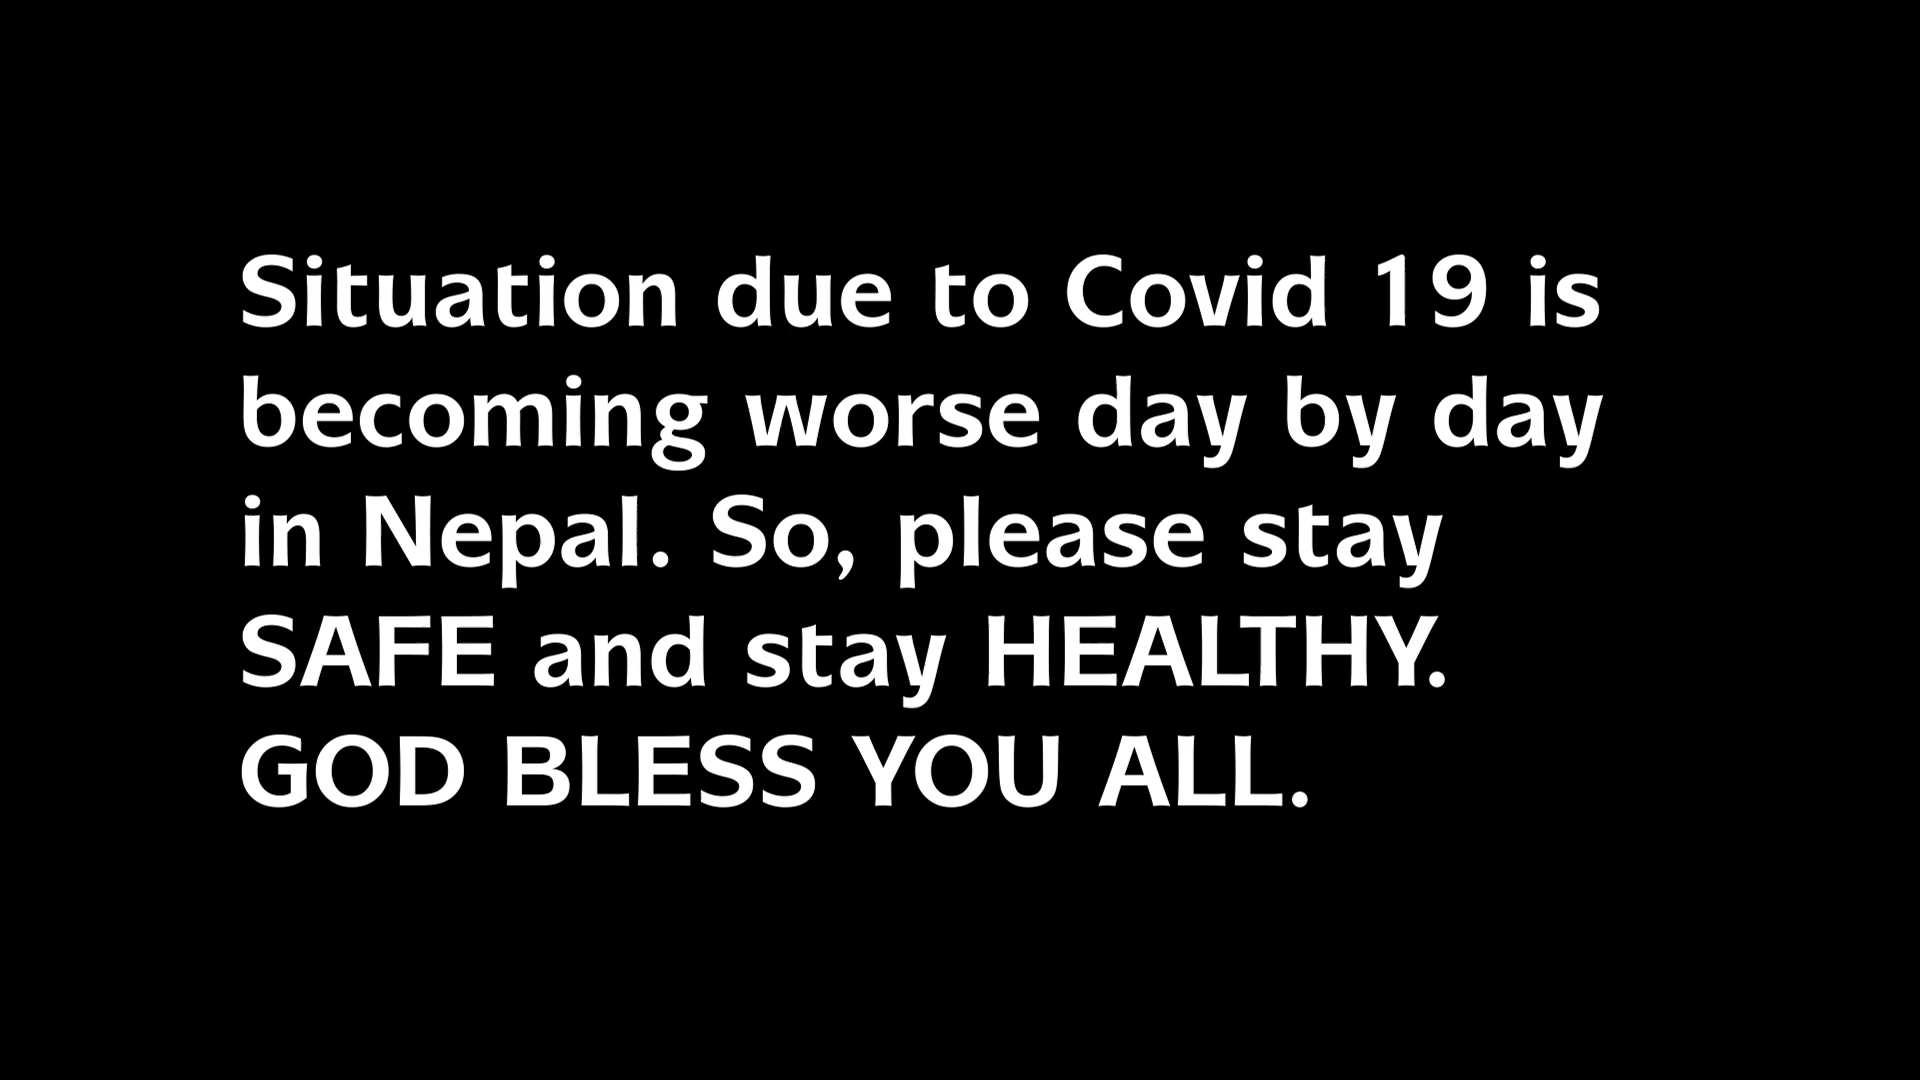 Situation due to Covid 19 is
becoming worse day by day
in Nepal. So, please stay
SAFE and stay HEALTHY.
GOD BLESS YOU ALL.